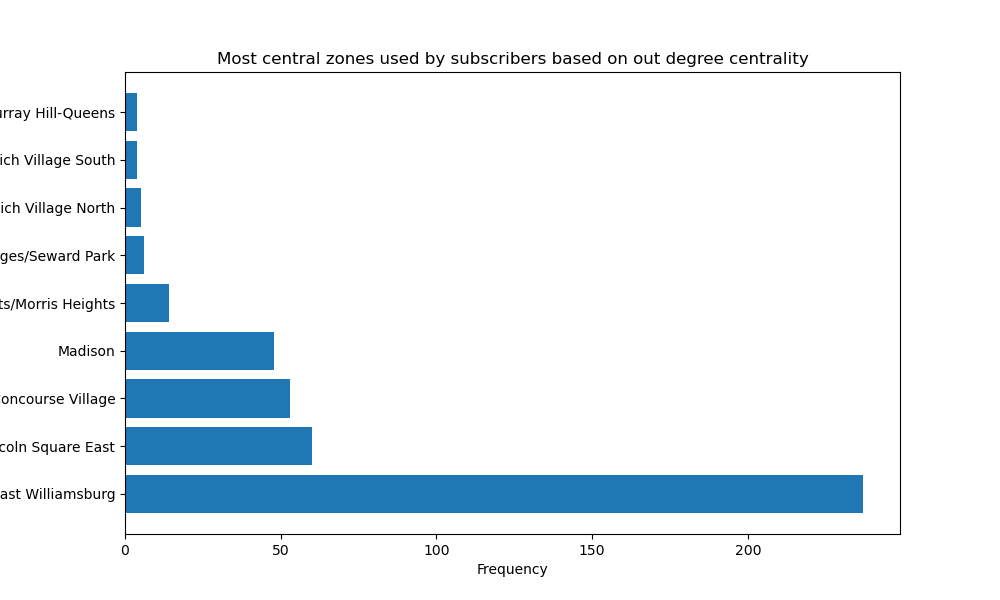 Most central zones used by subscribers based on out degree centrality
urray Hill-Queens
ich Village South
ich Village North
ges/Seward Park
ts/Morris Heights
Madison
Concourse Village
coln Square East
ast Williamsburg
0 50 100 150 200
Frequency